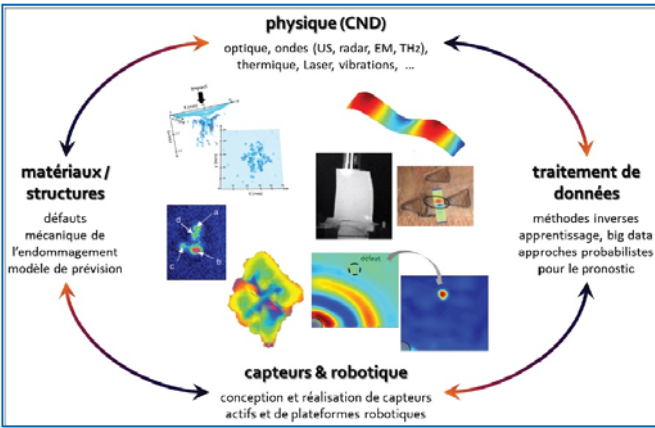 physique (CND)
optique, ondes (US, radar, EM, THz),
thermique, Laser, vibrations, ...
matériaux /
structures
défauts
mécanique de
l'endommagement
modèle de prévision
traitement de
données
méthodes inverses
apprentissage, big data
approches probabilistes
pour le pronostic
Impact
d
a
c
b
défaut
capteurs & robotique
conception et réalisation de capteurs
actifs et de plateformes robotiques